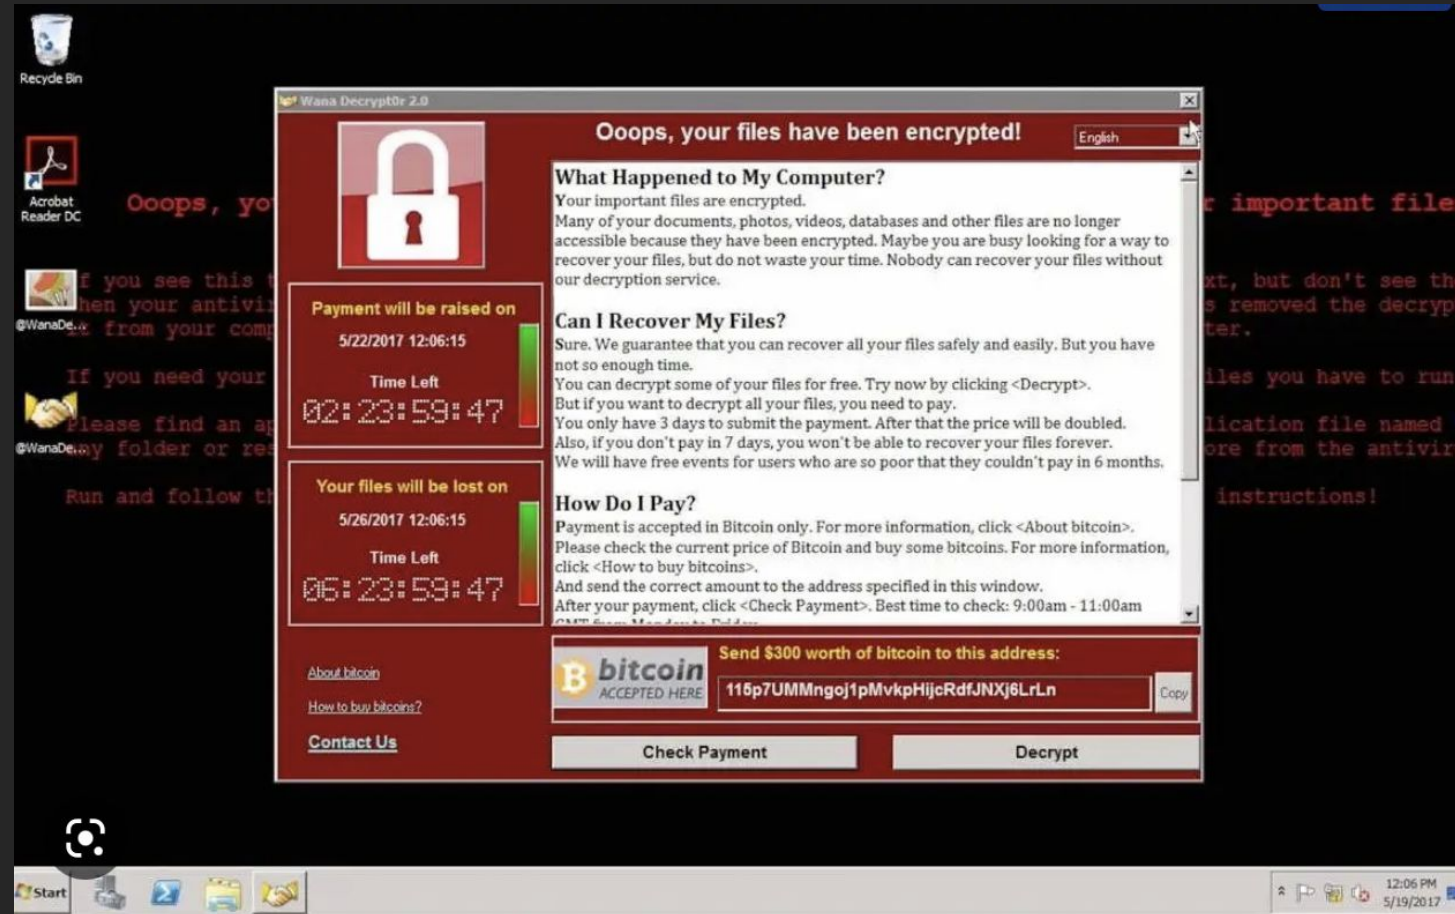 Recycle Bin
Acrobat
Reader DC
@WanaDe...
@WanaDe...
Ooops, yo
f you see this t
hen your antivi
from your comp
If you need your
lease find an ap
ny folder or res
Run and follow th
r important file
xt, but don't see th
s removed the decryp
ter.
iles you have to run
lication file named
ore from the antivir
instructions!
Wana Decrypt0r 2.0
Ooops, your files have been encrypted!
English
Payment will be raised on
5/22/2017 12:06:15
Time Left
02:23:59:47
Your files will be lost on
5/26/2017 12:06:15
Time Left
06:23:59:47
About bitcoin
How to buy bitcoins?
Contact Us
What Happened to My Computer?
Your important files are encrypted.
Many of your documents, photos, videos, databases and other files are no longer
accessible because they have been encrypted. Maybe you are busy looking for a way to
recover your files, but do not waste your time. Nobody can recover your files without
our decryption service.
Can I Recover My Files?
Sure. We guarantee that you can recover all your files safely and easily. But you have
not so enough time.
You can decrypt some of your files for free. Try now by clicking <Decrypt>.
But if you want to decrypt all your files, you need to pay.
You only have 3 days to submit the payment. After that the price will be doubled.
Also, if you don't pay in 7 days, you won't be able to recover your files forever.
We will have free events for users who are so poor that they couldn't pay in 6 months.
How Do I Pay?
Payment is accepted in Bitcoin only. For more information, click <About bitcoin>.
Please check the current price of Bitcoin and buy some bitcoins. For more information,
click <How to buy bitcoins>.
And send the correct amount to the address specified in this window.
After your payment, click <Check Payment>. Best time to check: 9:00am - 11:00am
GMT from Monday to Friday.
bitcoin
ACCEPTED HERE
Send $300 worth of bitcoin to this address:
115p7UMMngoj1pMvkpHijcRdfJNXj6LrLn
Copy
Check Payment
Decrypt
Start
12:06 PM
5/19/2017